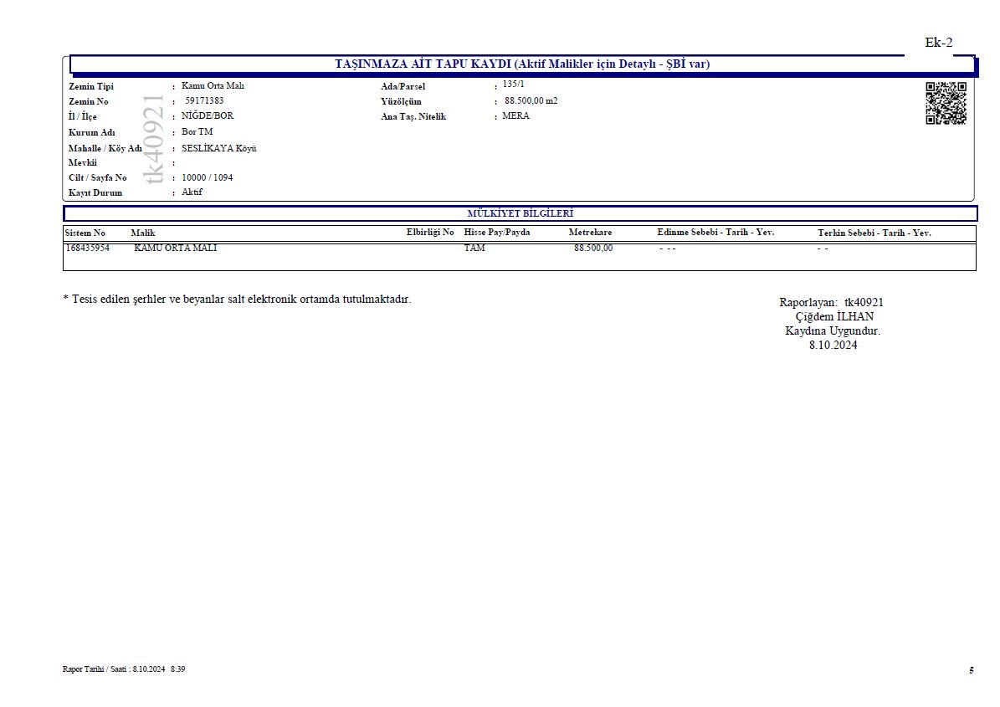 Ek-2
TAŞINMAZA AİT TAPU KAYDI (Aktif Malikler için Detaylı - ŞBİ var)
Zemin Tipi : Kamu Orta Malı Ada/Parsel : 135/1
Zemin No : 59171383 Yüzölçüm : 88.500,00 m2
İl / İlçe : NİĞDE/BOR Ana Taş. Nitelik : MERA
Kurum Adı : Bor TM
Mahalle / Köy Adı : SESLİKAYA Köyü
Mevkii :
Cilt / Sayfa No : 10000 / 1094
Kayıt Durum : Aktif
tk40921
MÜLKİYET BİLGİLERİ
Sistem No Malik Elbirliği No Hisse Pay/Payda Metrekare Edinme Sebebi - Tarih - Yev. Terkin Sebebi - Tarih - Yev.
168435954 KAMU ORTA MALI TAM 88.500,00 - - - - -
* Tesis edilen şerhler ve beyanlar salt elektronik ortamda tutulmaktadır.
Raporlayan: tk40921
Çiğdem İLHAN
Kaydına Uygundur.
8.10.2024
Rapor Tarihi / Saati : 8.10.2024 8:39
5